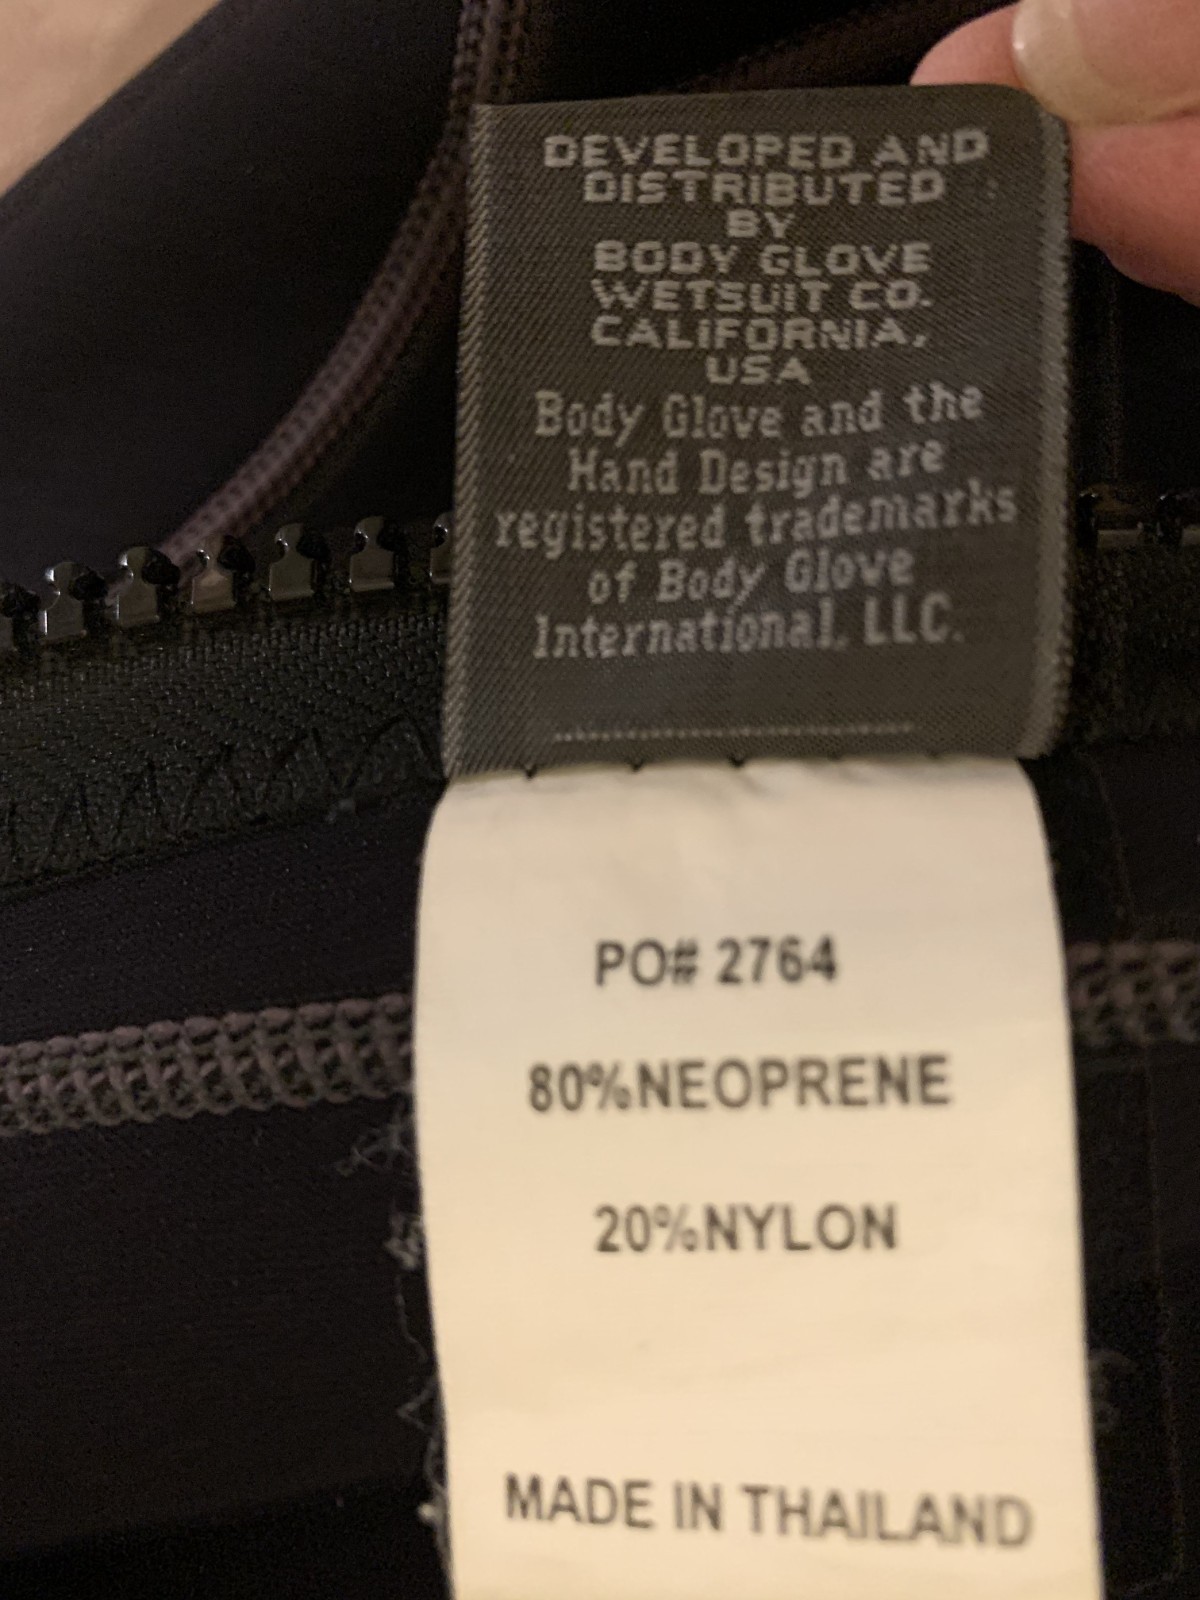 DEVELOPED AND
DISTRIBUTED
BY
BODY GLOVE
WETSUIT CO.
CALIFORNIA,
USA
Body Glove and the
Hand Design are
registered trademarks
of Body Glove
International, LLC.
PO# 2764
80%NEOPRENE
20%NYLON
MADE IN THAILAND